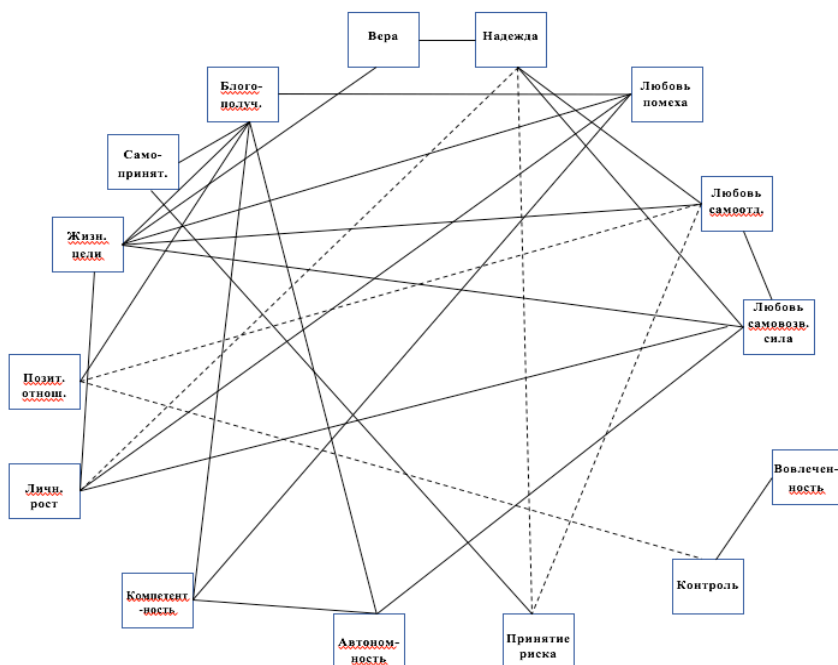 Вера
Надежда
Блого-
получ.
Любовь
помеха
Само-
принят.
Любовь
самоотд.
Жизн.
цели
Любовь
самовозв.
сила
Позит.
отнош.
Личн.
рост
Вовлечен-
ность
Компетент
-ность
Контроль
Автоном-
ность
Принятие
риска